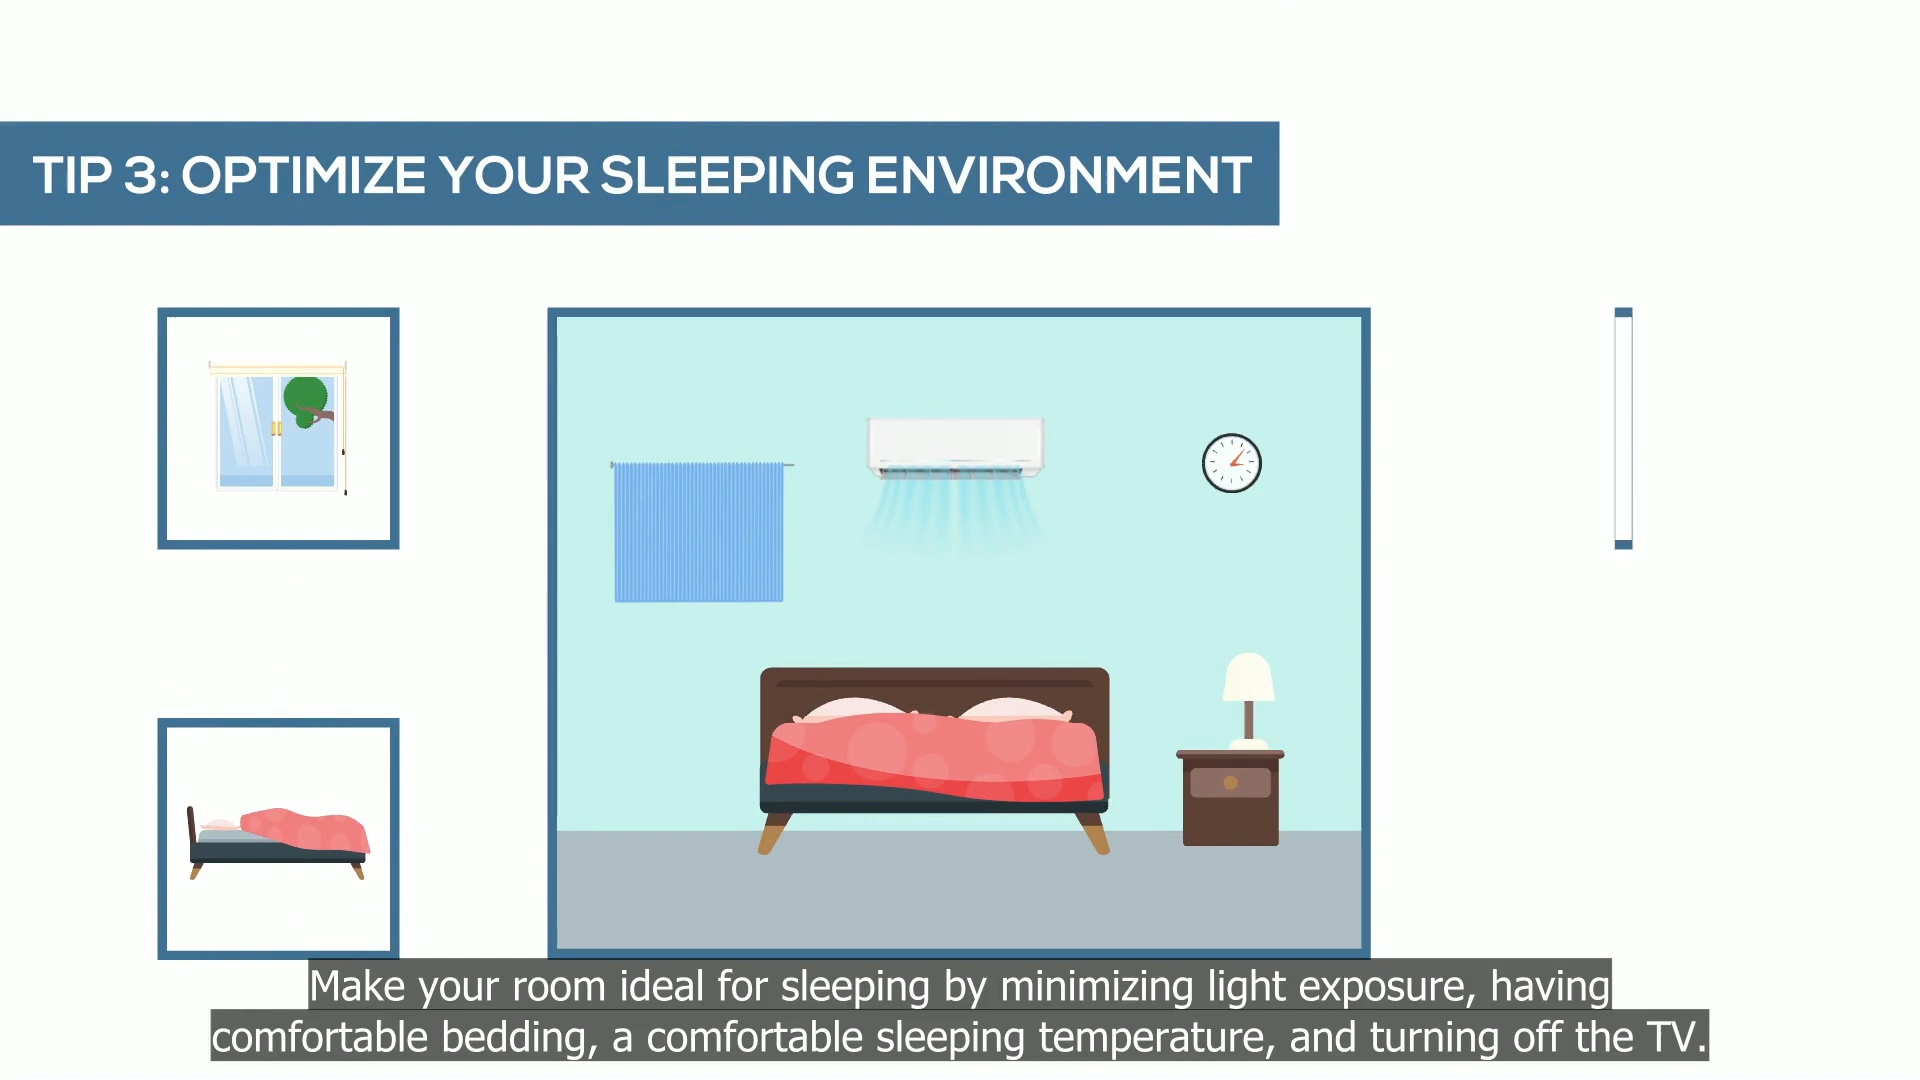 TIP 3: OPTIMIZE YOUR SLEEPING ENVIRONMENT
Make your room ideal for sleeping by minimizing light exposure, having
comfortable bedding, a comfortable sleeping temperature, and turning off the TV.